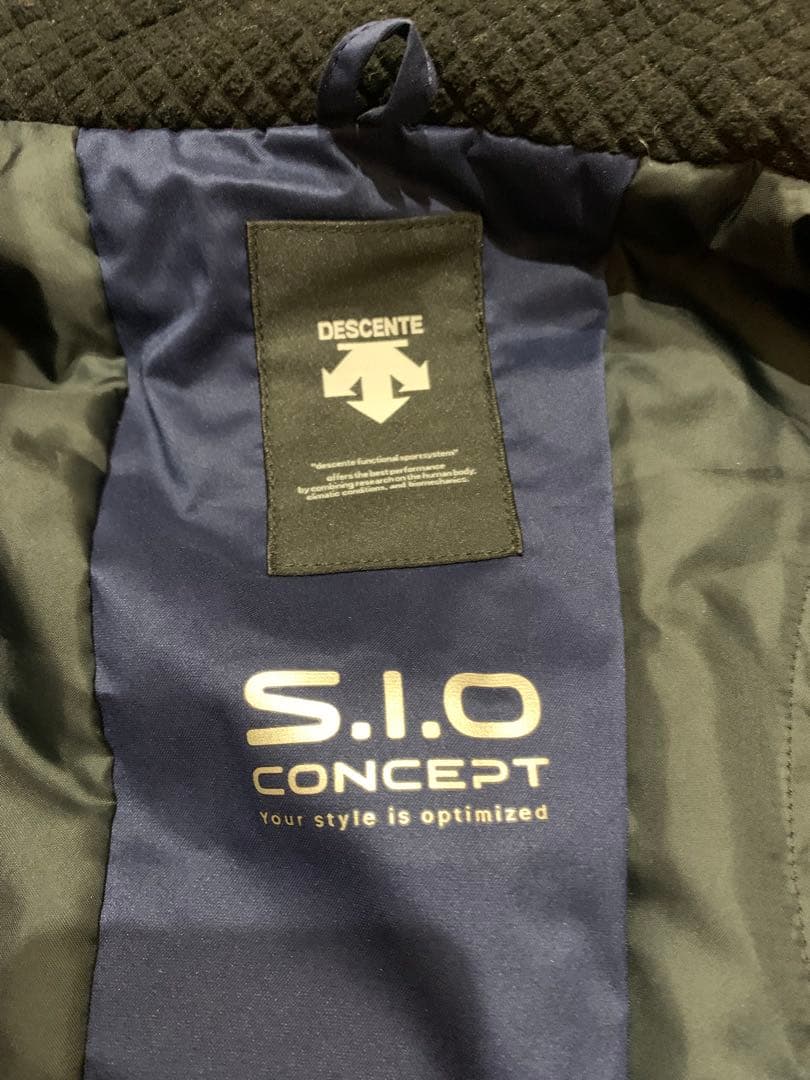 DESCENTE
"descente functional sportsystem"
offers the best performance
by combining research on the human body,
climatic conditions, and biomechanics.
S.I.O
CONCEPT
Your style is optimized